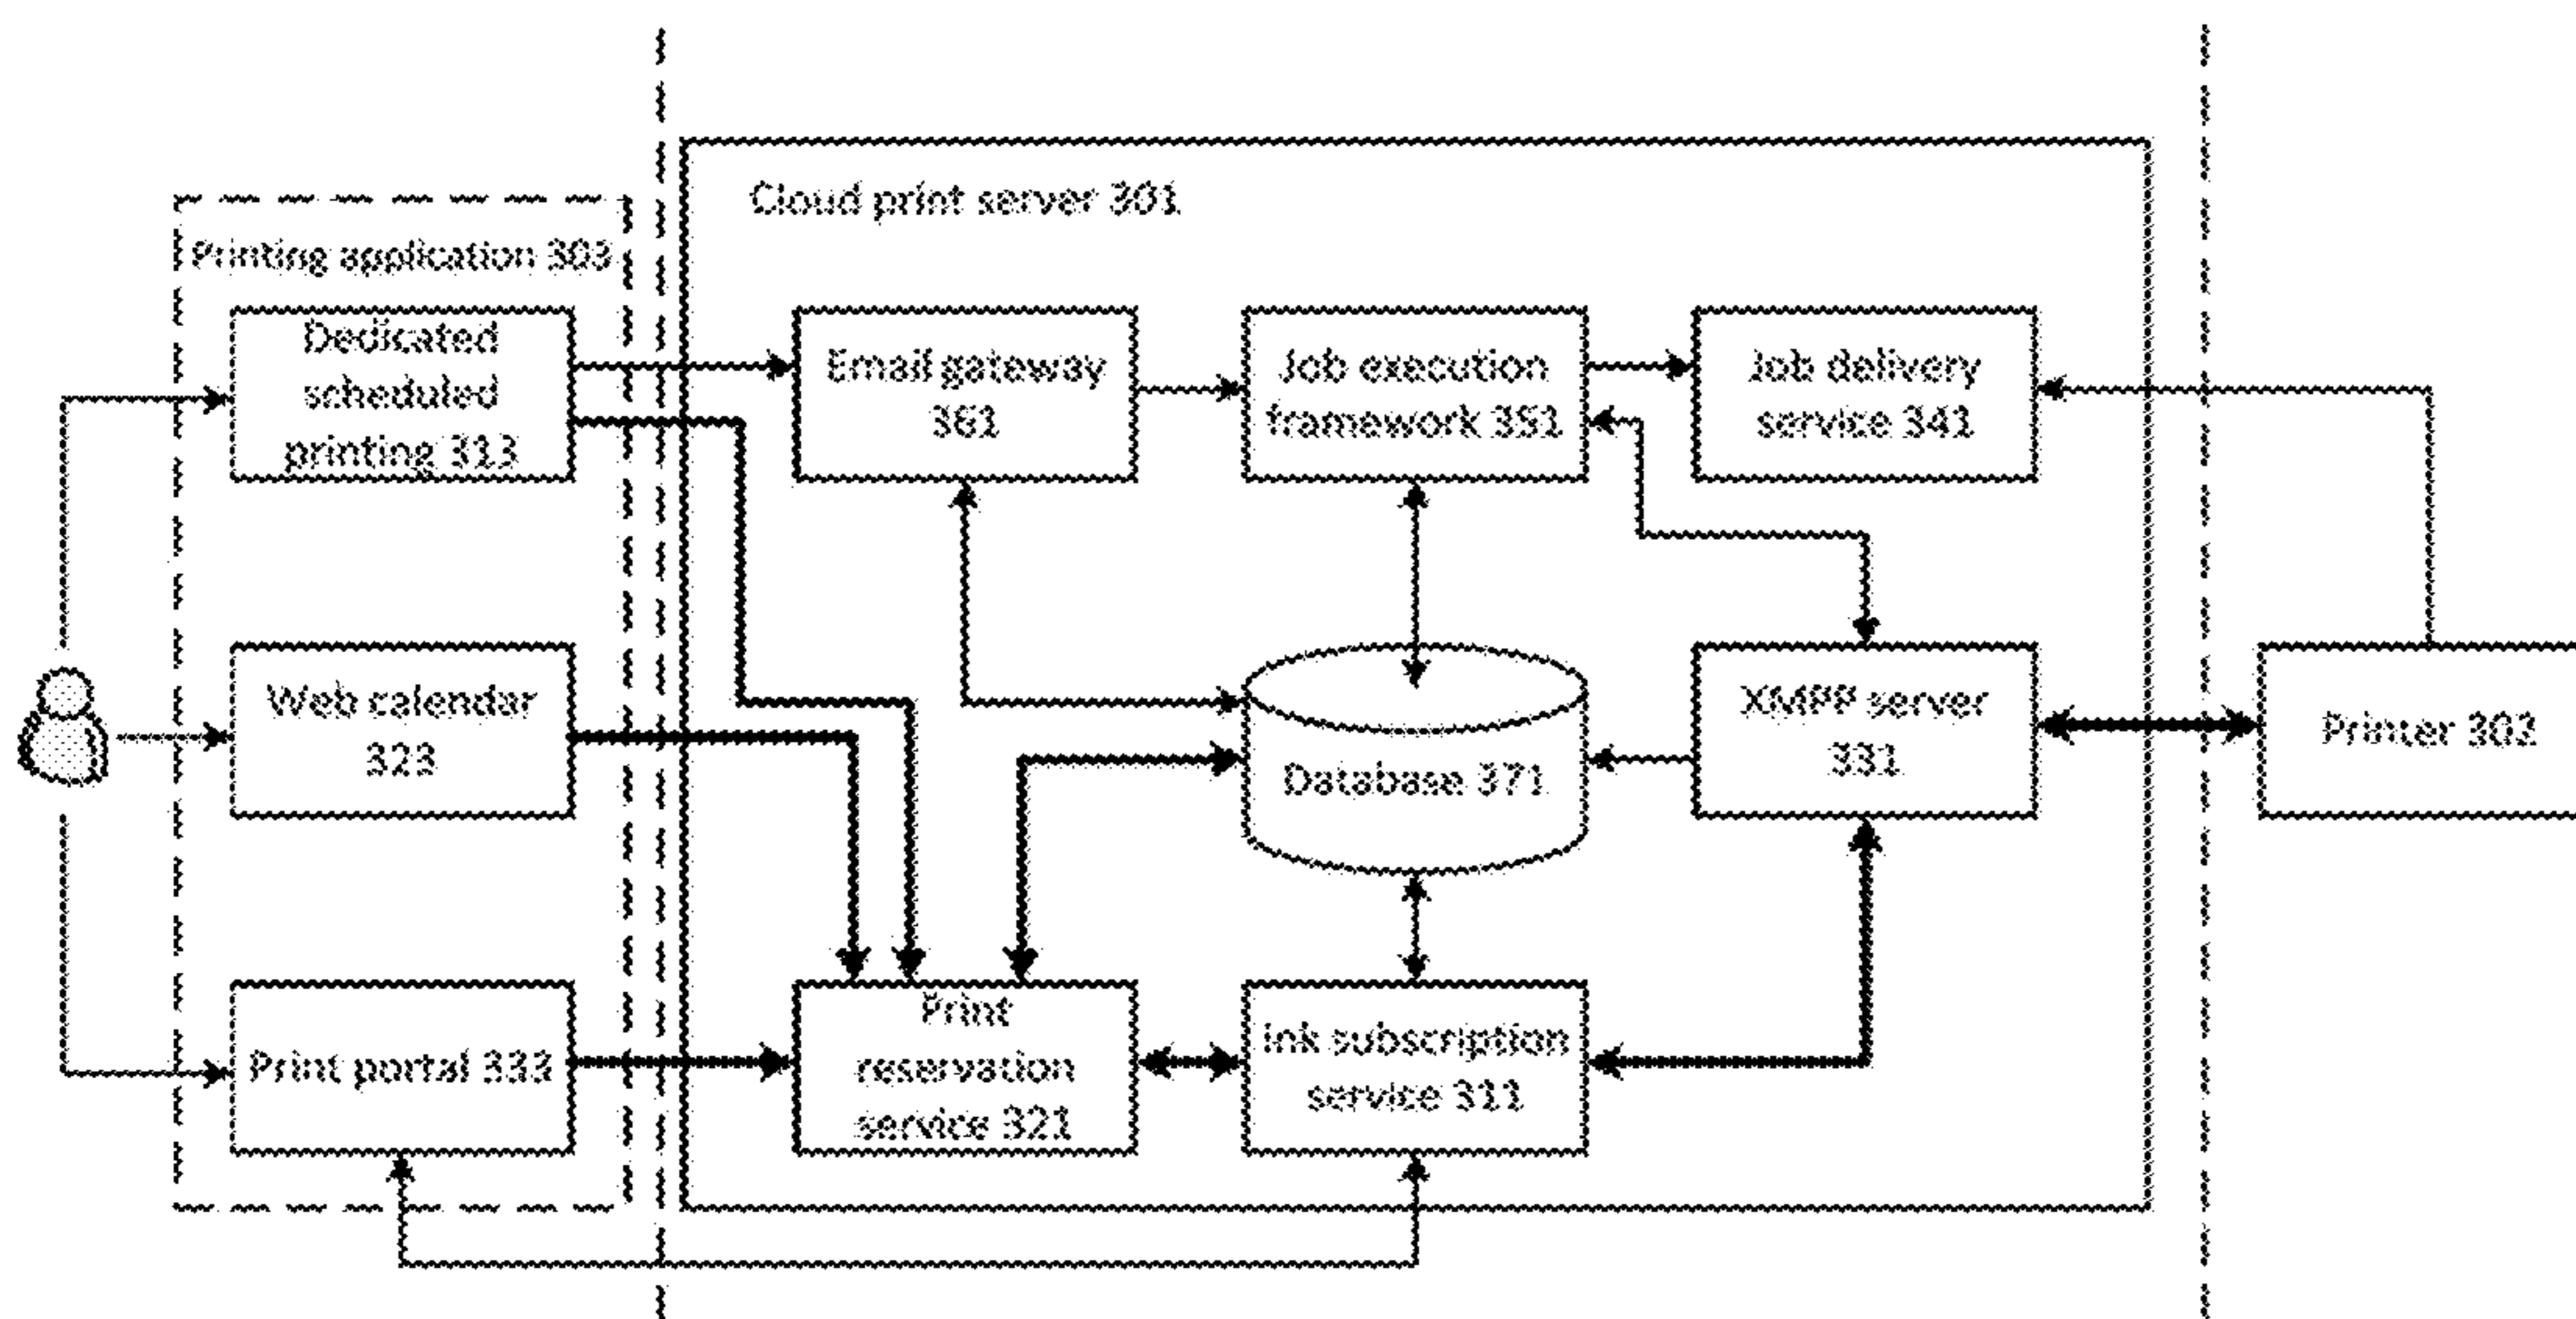 Cloud print server 301
Printing application 303
Dedicated
scheduled
printing 313
Email gateway
361
Job execution
framework 351
Job delivery
service 341
Web calendar
323
Database 371
XMPP server
331
Printer 302
Print portal 333
Print
reservation
service 321
Ink subscription
service 311